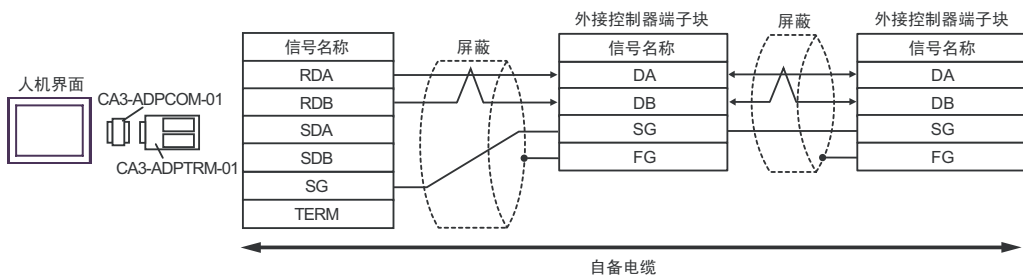 外接控制器端子块 外接控制器端子块
信号名称 屏蔽 信号名称 屏蔽 信号名称
人机界面 RDA DA DA
CA3-ADPCOM-01 RDB DB DB
SDA SG SG
CA3-ADPTRM-01 SDB FG FG
SG
TERM
自备电缆